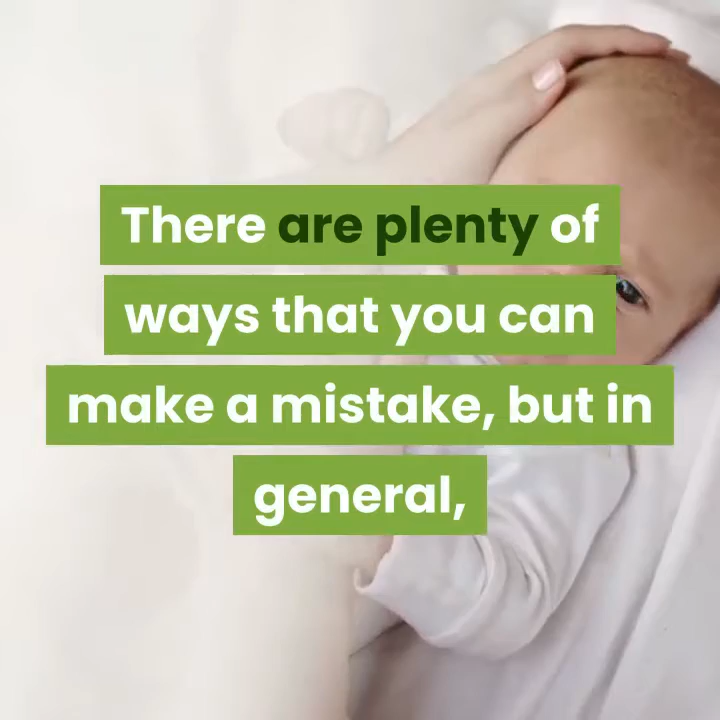 There are plenty of
ways that you can
make a mistake, but in
general,